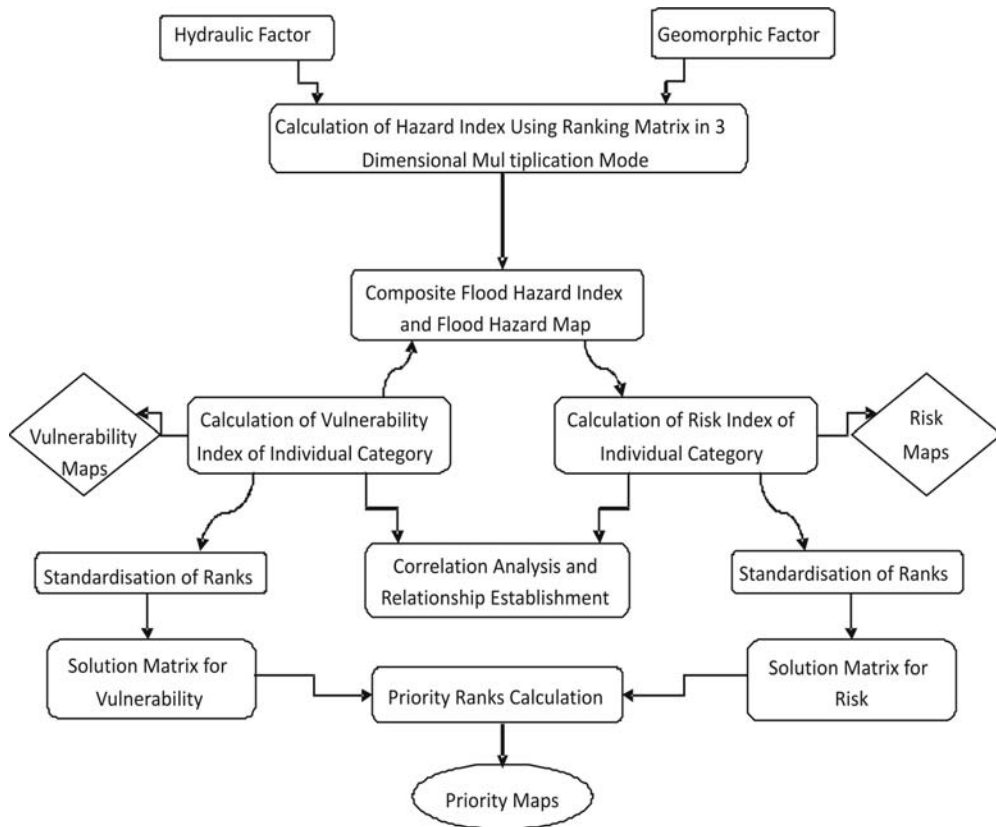 Hydraulic Factor
Geomorphic Factor
Calculation of Hazard Index Using Ranking Matrix in 3
Dimensional Mul tiplication Mode
Composite Flood Hazard Index
and Flood Hazard Map
Vulnerability
Maps
Calculation of Vulnerability
Index of Individual Category
Calculation of Risk Index of
Individual Category
Risk
Maps
Standardisation of Ranks
Correlation Analysis and
Relationship Establishment
Standardisation of Ranks
Solution Matrix for
Vulnerability
Priority Ranks Calculation
Solution Matrix for
Risk
Priority Maps